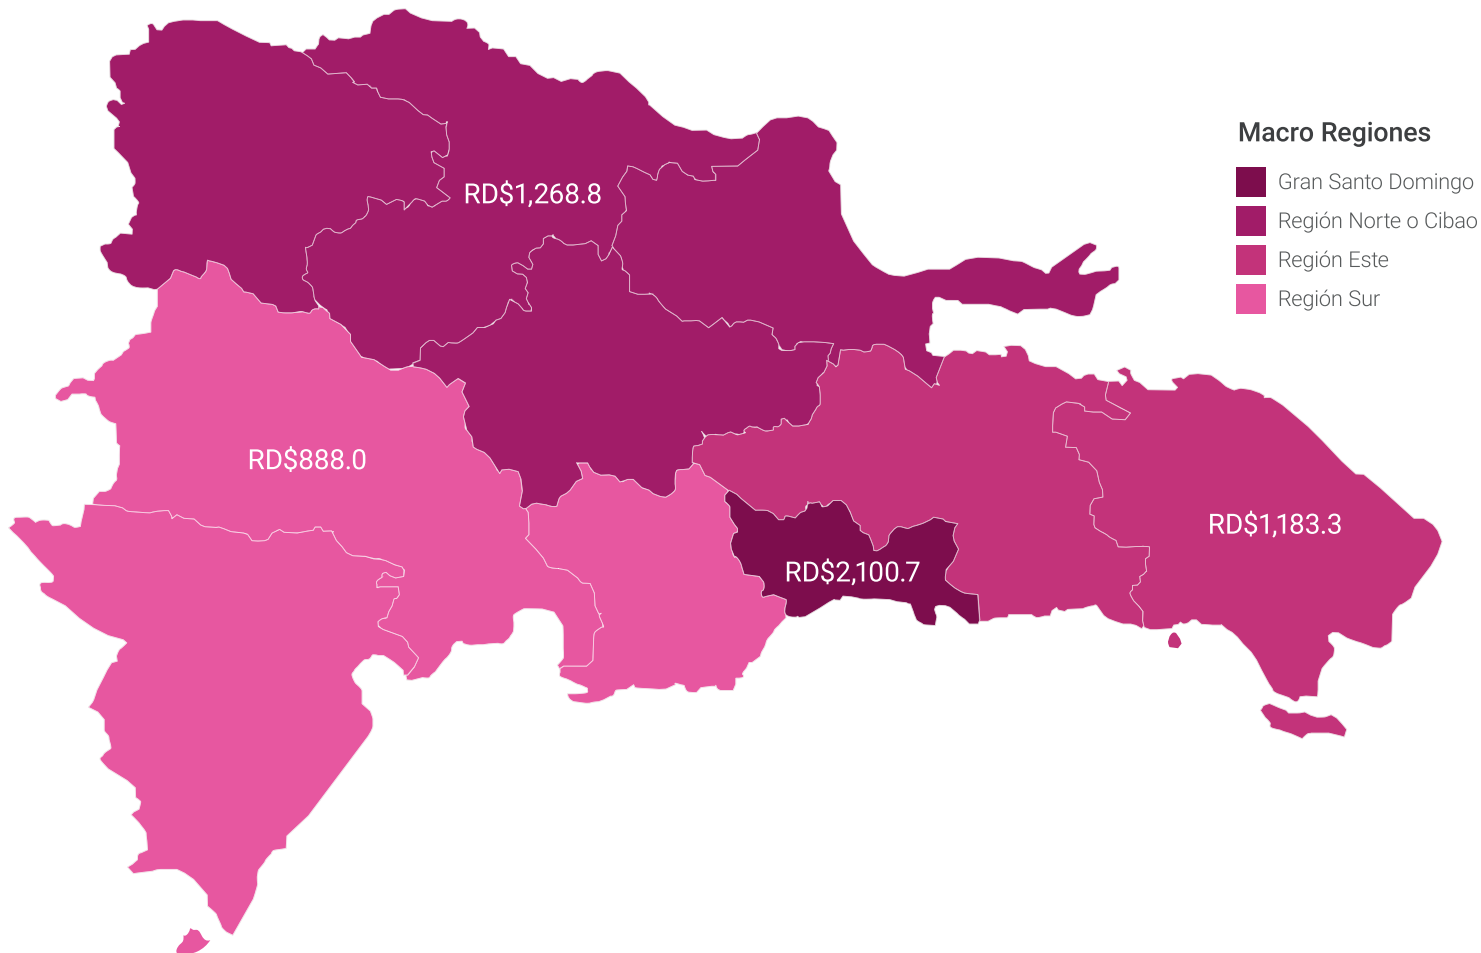 Macro Regiones
Gran Santo Domingo
Región Norte o Cibao
Región Este
Región Sur
RD$1,268.8
RD$888.0
RD$1,183.3
RD$2,100.7